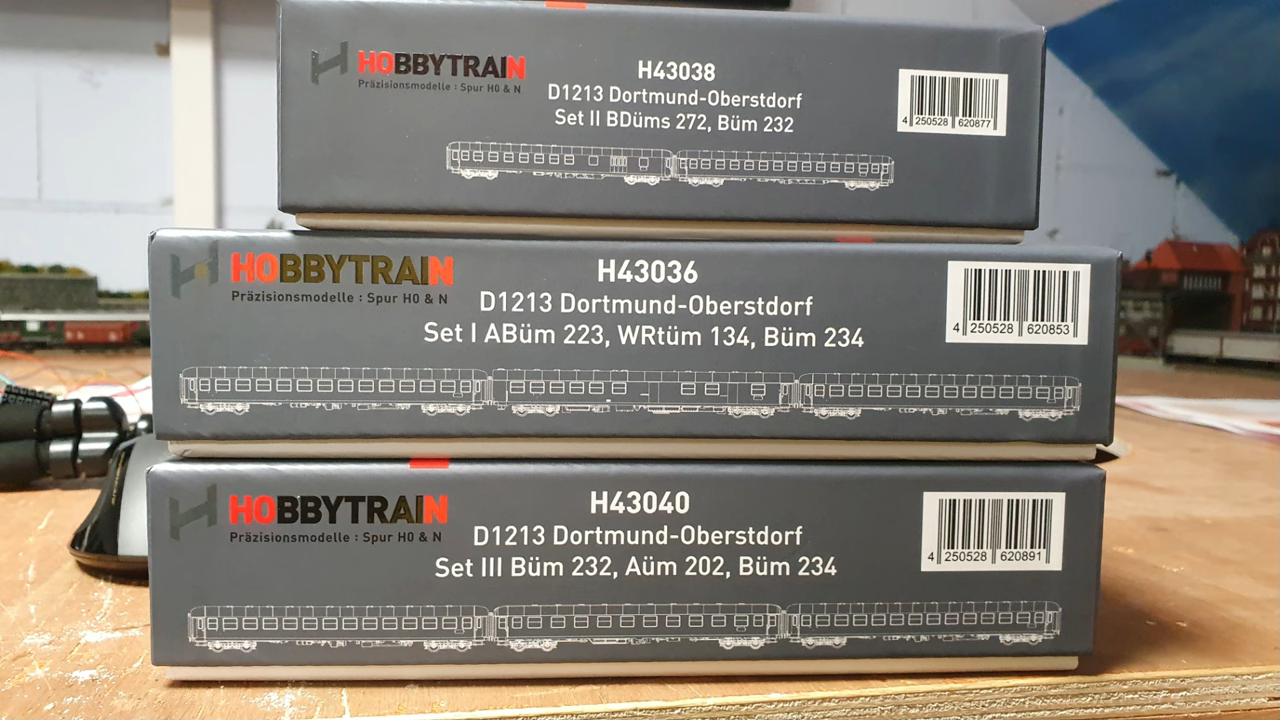 HOBBYTRAIN
Präzisionsmodelle : Spur H0 & N
H43038
D1213 Dortmund-Oberstdorf
Set II BDüms 272, Büm 232
4 250528 620877
HOBBYTRAIN
Präzisionsmodelle : Spur H0 & N
H43036
D1213 Dortmund-Oberstdorf
Set I ABüm 223, WRtüm 134, Büm 234
4 250528 620853
HOBBYTRAIN
Präzisionsmodelle : Spur H0 & N
H43040
D1213 Dortmund-Oberstdorf
Set III Büm 232, Aüm 202, Büm 234
4 250528 620891